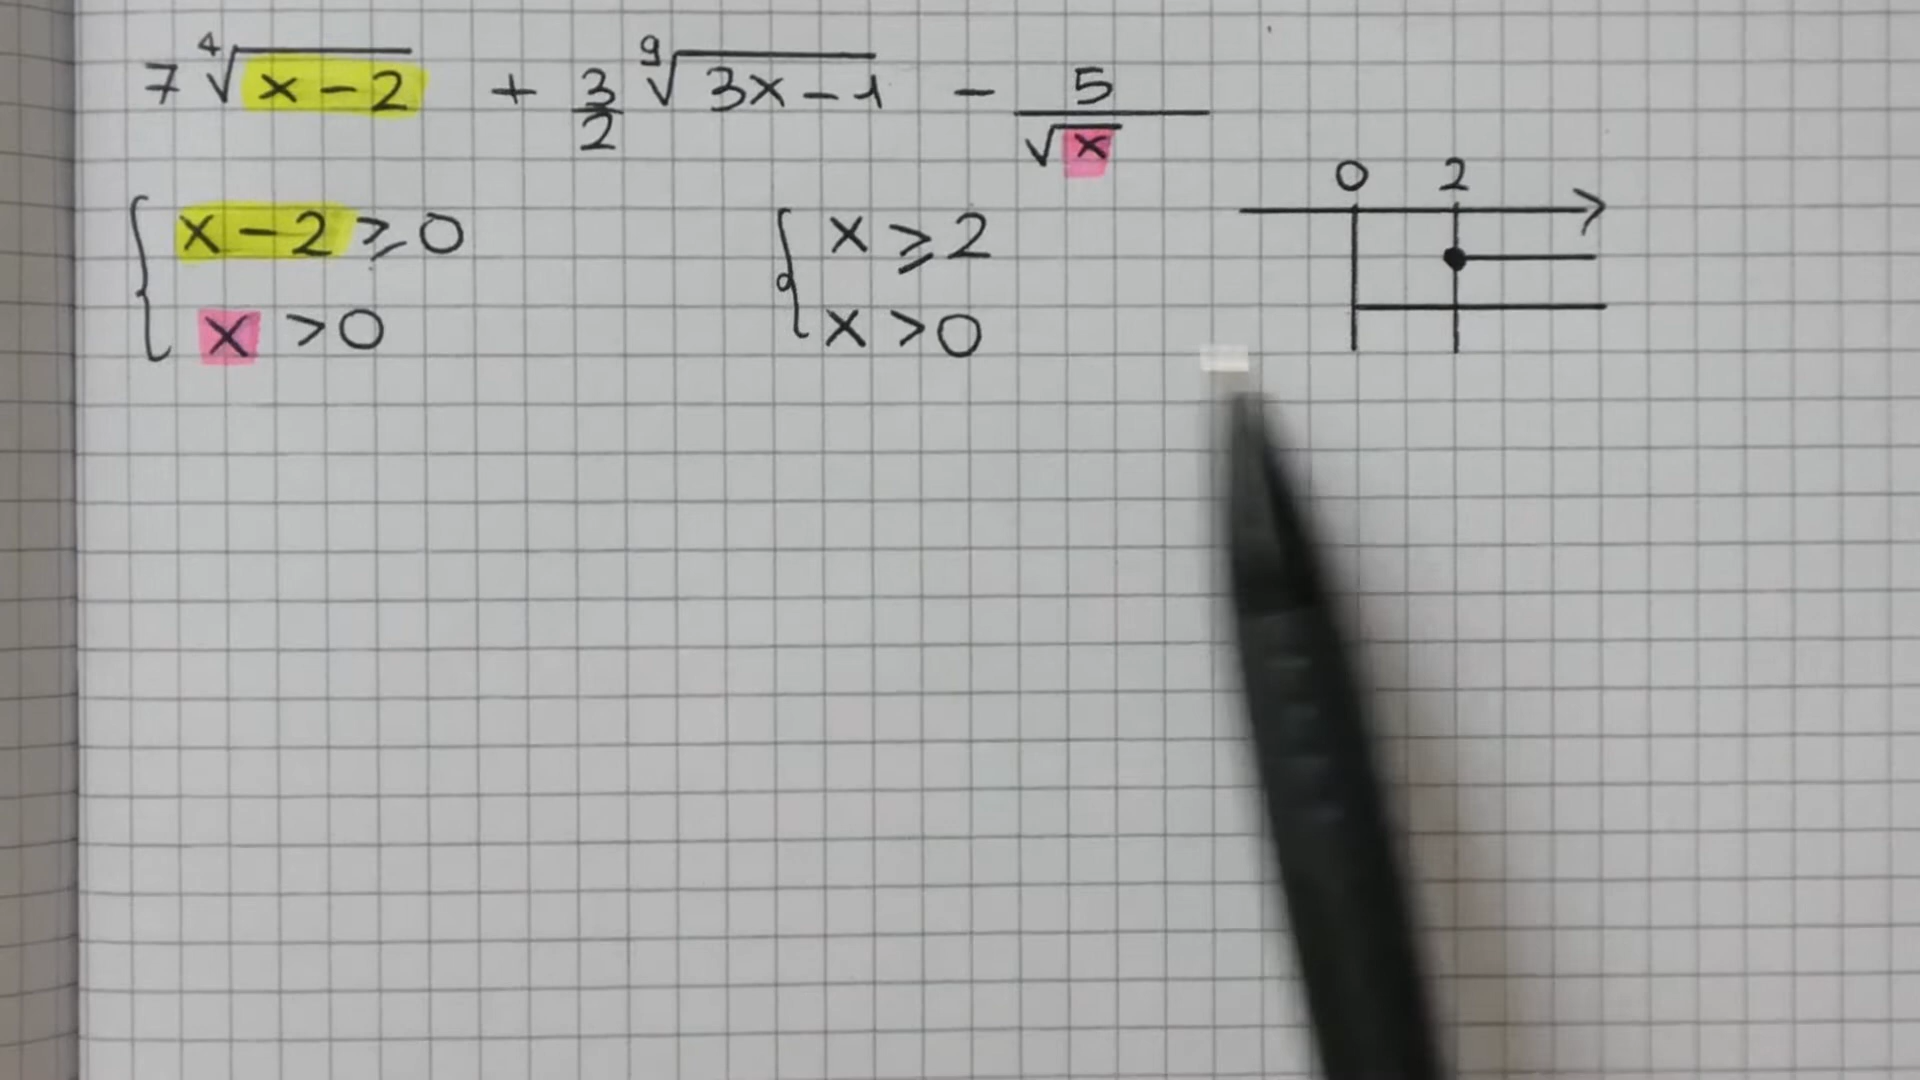 7 ⁴√(x-2) + 3/2 ⁹√(3x-1) - 5/√x
{ x-2 ≥ 0
x > 0
{ x ≥ 2
x > 0
0 2